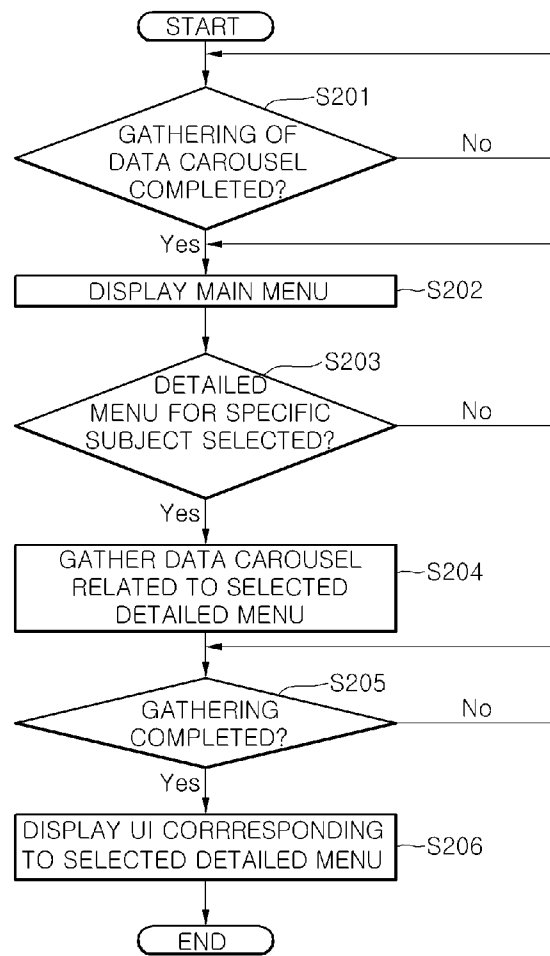 START
S201
GATHERING OF
DATA CAROUSEL
COMPLETED?
No
Yes
DISPLAY MAIN MENU
S202
S203
DETAILED
MENU FOR SPECIFIC
SUBJECT SELECTED?
No
Yes
GATHER DATA CAROUSEL
RELATED TO SELECTED
DETAILED MENU
S204
S205
GATHERING
COMPLETED?
No
Yes
DISPLAY UI CORRRESPONDING
TO SELECTED DETAILED MENU
S206
END